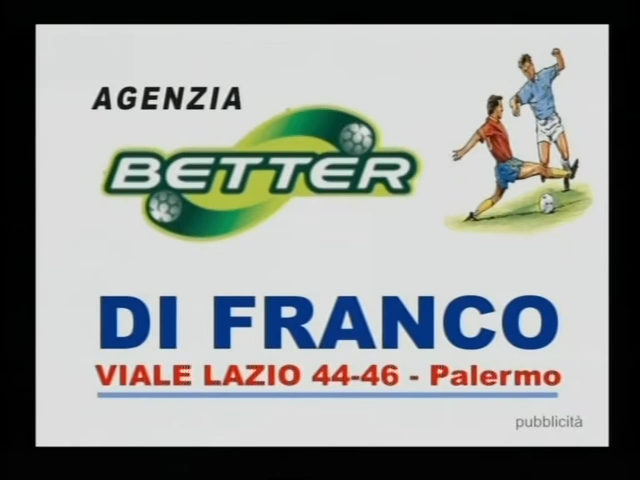 AGENZIA
BETTER
DI FRANCO
VIALE LAZIO 44-46 - Palermo
pubblicità